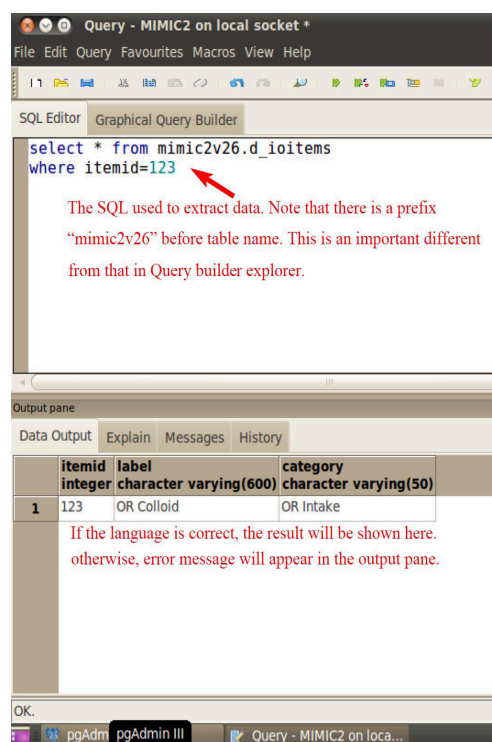 Query - MIMIC2 on local socket *
File Edit Query Favourites Macros View Help
SQL Editor Graphical Query Builder
select * from mimic2v26.d_ioitems
where itemid=123
The SQL used to extract data. Note that there is a prefix
“mimic2v26” before table name. This is an important different
from that in Query builder explorer.
Output pane
Data Output Explain Messages History
itemid label category
integer character varying(600) character varying(50)
1 123 OR Colloid OR Intake
If the language is correct, the result will be shown here.
otherwise, error message will appear in the output pane.
OK.
pgAdm pgAdmin III Query - MIMIC2 on loca...